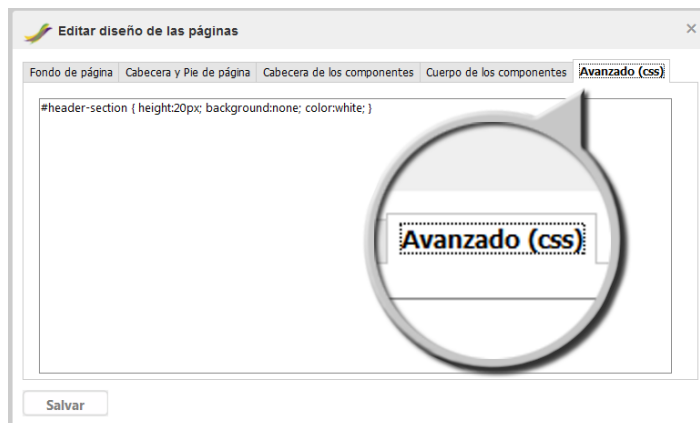 Editar diseño de las páginas
Fondo de página Cabecera y Pie de página Cabecera de los componentes Cuerpo de los componentes Avanzado (css)
#header-section { height:20px; background:none; color:white; }
Avanzado (css)
Salvar